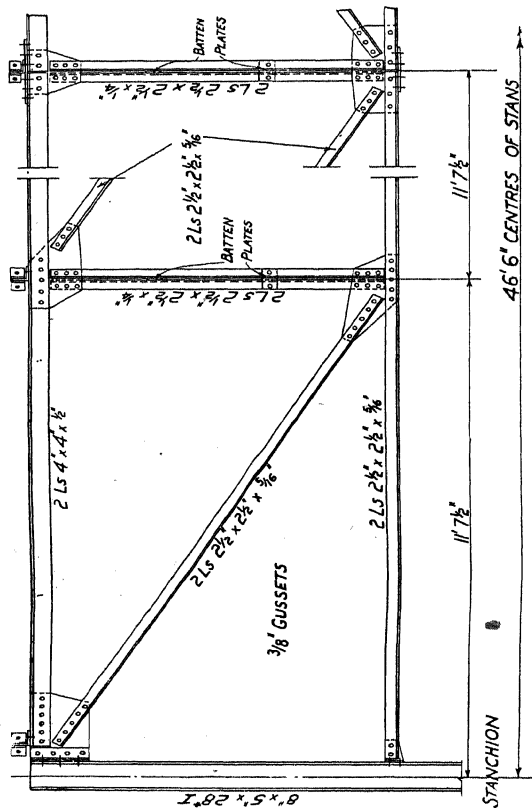 BATTEN
PLATES
2 Ls 2½" x 2½" x ¼"
2 Ls 2½" x 2½" x 5/16"
BATTEN
PLATES
2 Ls 2½" x 2½" x ¼"
2 Ls 4" x 4" x ½"
2 Ls 2½" x 2½" x 5/16"
2 Ls 2½" x 2½" x 5/16"
3/8" GUSSETS
11' 7½"
11' 7½"
46' 6" CENTRES OF STANS
STANCHION
8" x 5" x 28# I